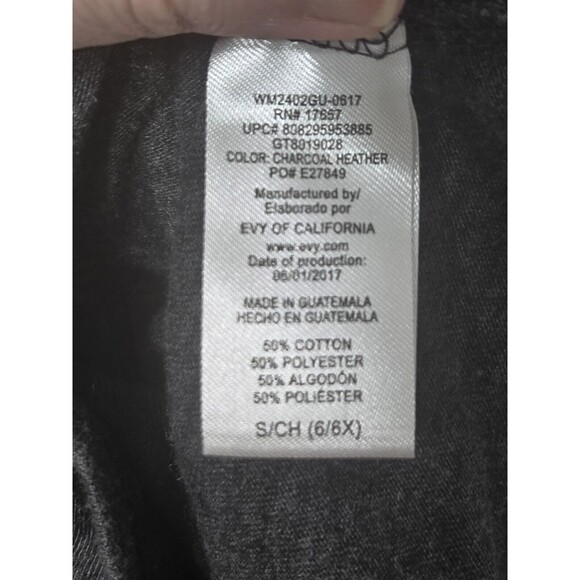 WM2402GU-0617
RN# 17657
UPC# 808295953885
GT8019028
COLOR: CHARCOAL HEATHER
PO# E27849
Manufactured by/
Elaborado por
EVY OF CALIFORNIA
www.evy.com
Date of production:
06/01/2017
MADE IN GUATEMALA
HECHO EN GUATEMALA
50% COTTON
50% POLYESTER
50% ALGODÓN
50% POLIÉSTER
S/CH (6/6X)